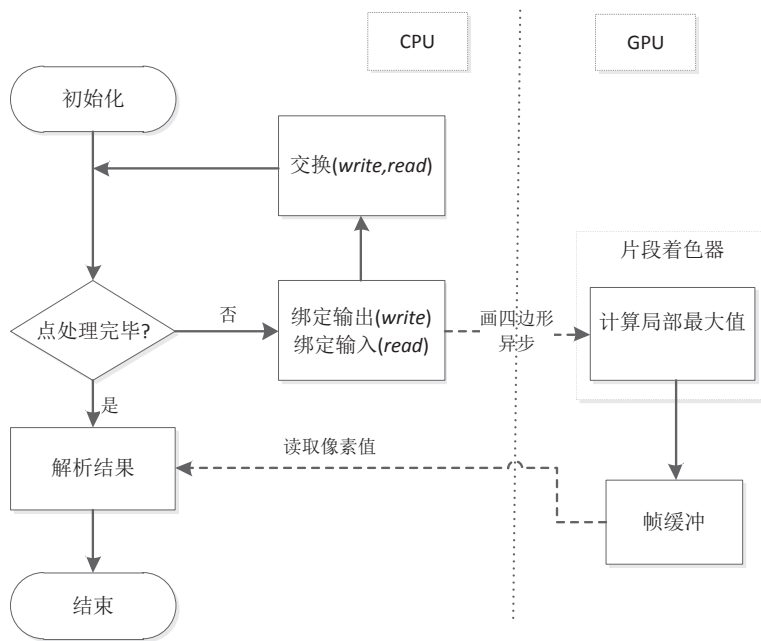 CPU
GPU
初始化
交换(write,read)
片段着色器
点处理完毕?
否
绑定输出(write)
绑定输入(read)
画四边形
异步
计算局部最大值
是
读取像素值
解析结果
帧缓冲
结束